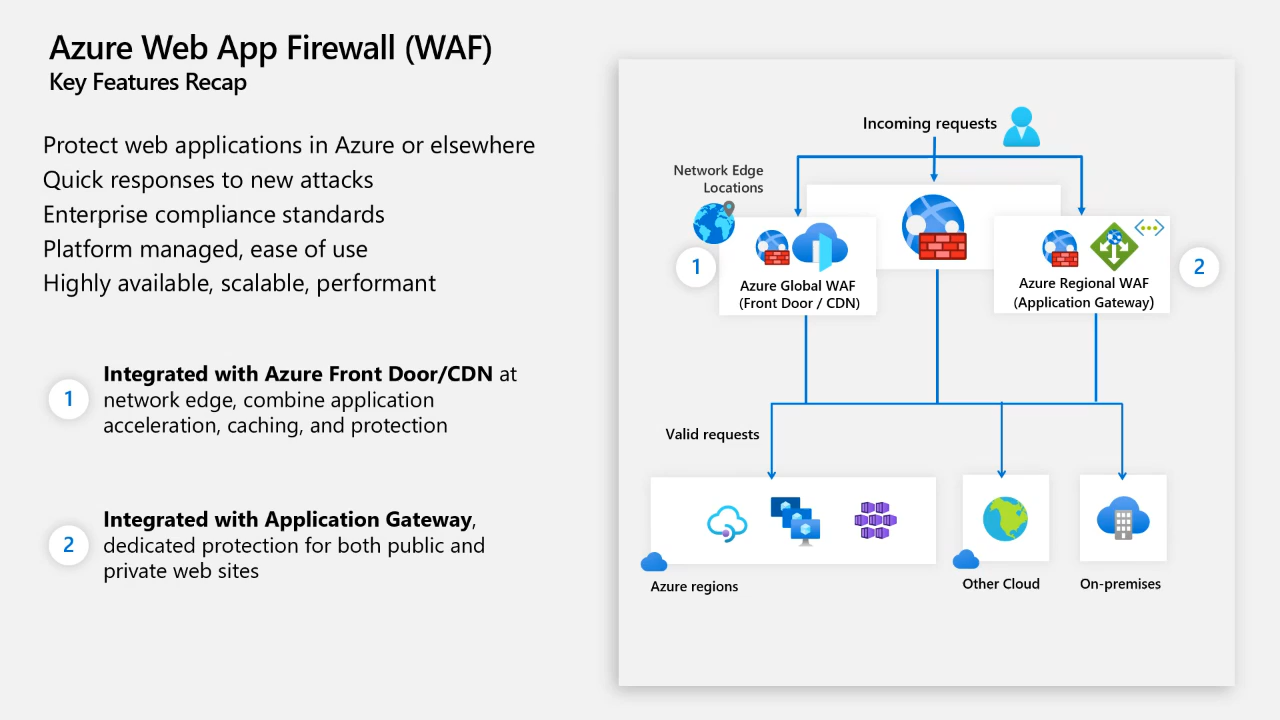 Azure Web App Firewall (WAF)
Key Features Recap
Protect web applications in Azure or elsewhere
Quick responses to new attacks
Enterprise compliance standards
Platform managed, ease of use
Highly available, scalable, performant
1
Integrated with Azure Front Door/CDN at
network edge, combine application
acceleration, caching, and protection
2
Integrated with Application Gateway,
dedicated protection for both public and
private web sites
Incoming requests
Network Edge
Locations
1
Azure Global WAF
(Front Door / CDN)
Azure Regional WAF
(Application Gateway)
2
Valid requests
Azure regions
Other Cloud
On-premises